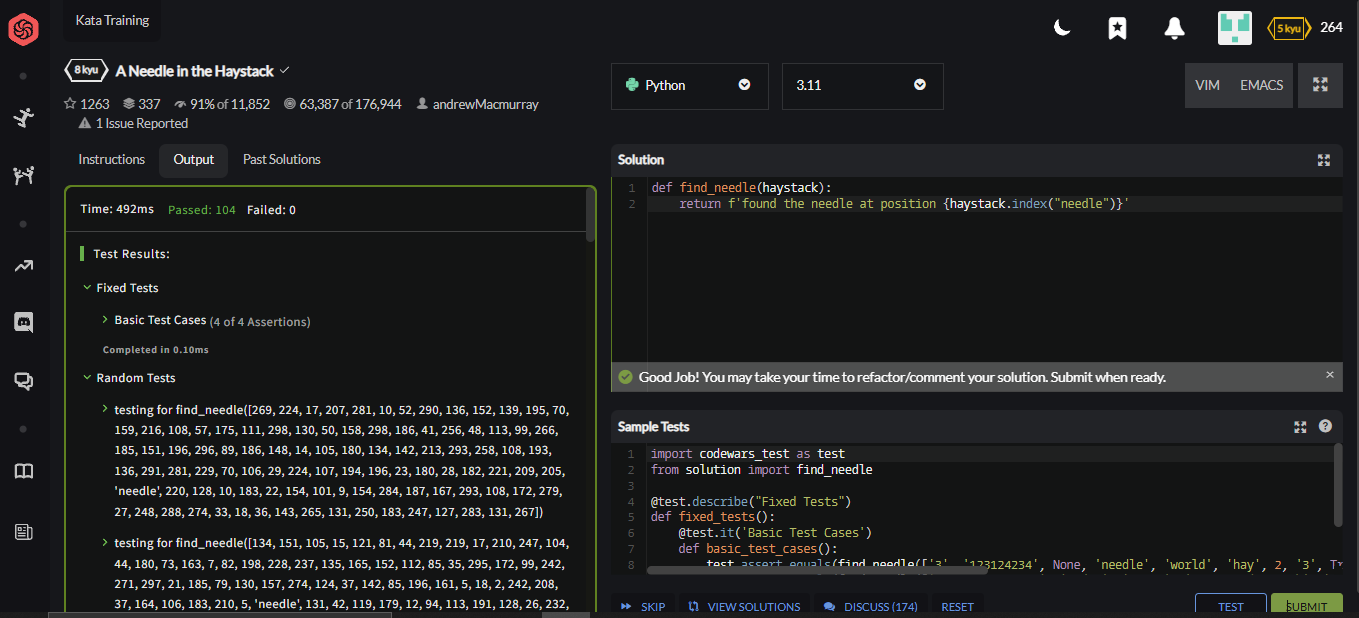 Kata Training
5 kyu 264
8 kyu A Needle in the Haystack
1263 337 91% of 11,852 63,387 of 176,944 andrewMacmurray
1 Issue Reported
Python 3.11 VIM EMACS
Instructions Output Past Solutions
Time: 492ms Passed: 104 Failed: 0
Test Results:
Fixed Tests
Basic Test Cases (4 of 4 Assertions)
Completed in 0.10ms
Random Tests
testing for find_needle([269, 224, 17, 207, 281, 10, 52, 290, 136, 152, 139, 195, 70,
159, 216, 108, 57, 175, 111, 298, 130, 50, 158, 298, 186, 41, 256, 48, 113, 99, 266,
185, 151, 196, 296, 89, 186, 148, 14, 105, 180, 134, 142, 213, 293, 258, 108, 193,
136, 291, 281, 229, 70, 106, 29, 224, 107, 194, 196, 23, 180, 28, 182, 221, 209, 205,
'needle', 220, 128, 10, 183, 22, 154, 101, 9, 154, 284, 187, 167, 293, 108, 172, 279,
27, 248, 288, 274, 33, 18, 36, 143, 265, 131, 250, 183, 247, 127, 283, 131, 267])
testing for find_needle([134, 151, 105, 15, 121, 81, 44, 219, 219, 17, 210, 247, 104,
44, 180, 73, 163, 7, 82, 198, 228, 237, 135, 165, 152, 112, 85, 35, 295, 172, 99, 242,
271, 297, 21, 185, 79, 130, 157, 274, 124, 37, 142, 85, 196, 161, 5, 18, 2, 242, 208,
37, 164, 106, 183, 210, 5, 'needle', 131, 42, 119, 179, 12, 94, 113, 191, 128, 26, 232,
Solution
1 def find_needle(haystack):
2 return f'found the needle at position {haystack.index("needle")}'
Good Job! You may take your time to refactor/comment your solution. Submit when ready. ×
Sample Tests ?
1 import codewars_test as test
2 from solution import find_needle
3
4 @test.describe("Fixed Tests")
5 def fixed_tests():
6 @test.it('Basic Test Cases')
7 def basic_test_cases():
8 test.assert_equals(find_needle(['3', '123124234', None, 'needle', 'world', 'hay', 2, '3', Tr
SKIP VIEW SOLUTIONS DISCUSS (174) RESET TEST SUBMIT